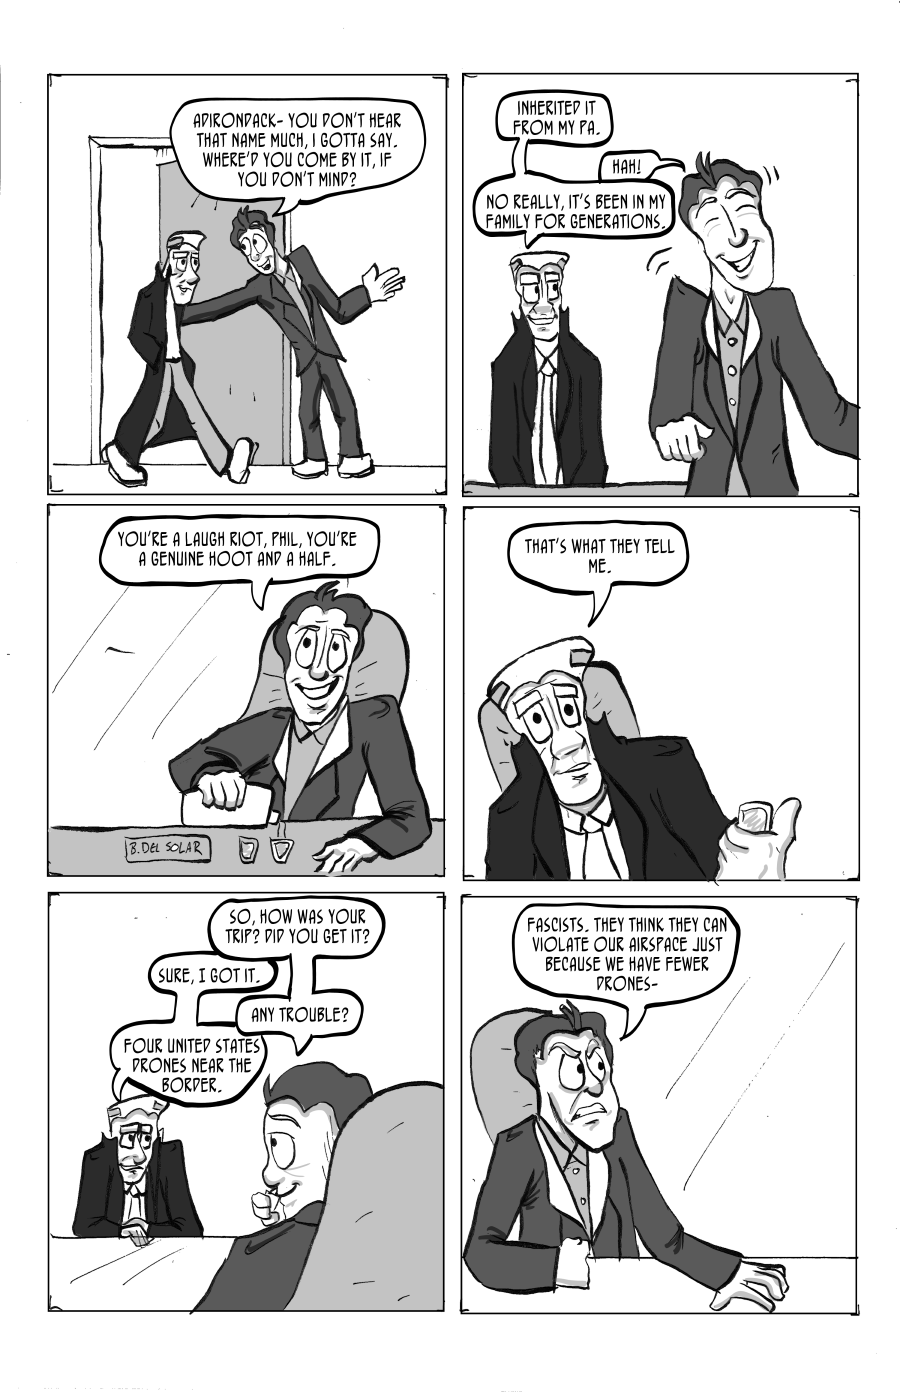 ADIRONDACK- YOU DON'T HEAR
THAT NAME MUCH, I GOTTA SAY.
WHERE'D YOU COME BY IT, IF
YOU DON'T MIND?
INHERITED IT
FROM MY PA.
HAH!
NO REALLY, IT'S BEEN IN MY
FAMILY FOR GENERATIONS.
YOU'RE A LAUGH RIOT, PHIL, YOU'RE
A GENUINE HOOT AND A HALF.
B. DEL SOLAR
THAT'S WHAT THEY TELL
ME.
SO, HOW WAS YOUR
TRIP? DID YOU GET IT?
SURE, I GOT IT.
ANY TROUBLE?
FOUR UNITED STATES
DRONES NEAR THE
BORDER.
FASCISTS. THEY THINK THEY CAN
VIOLATE OUR AIRSPACE JUST
BECAUSE WE HAVE FEWER
DRONES-